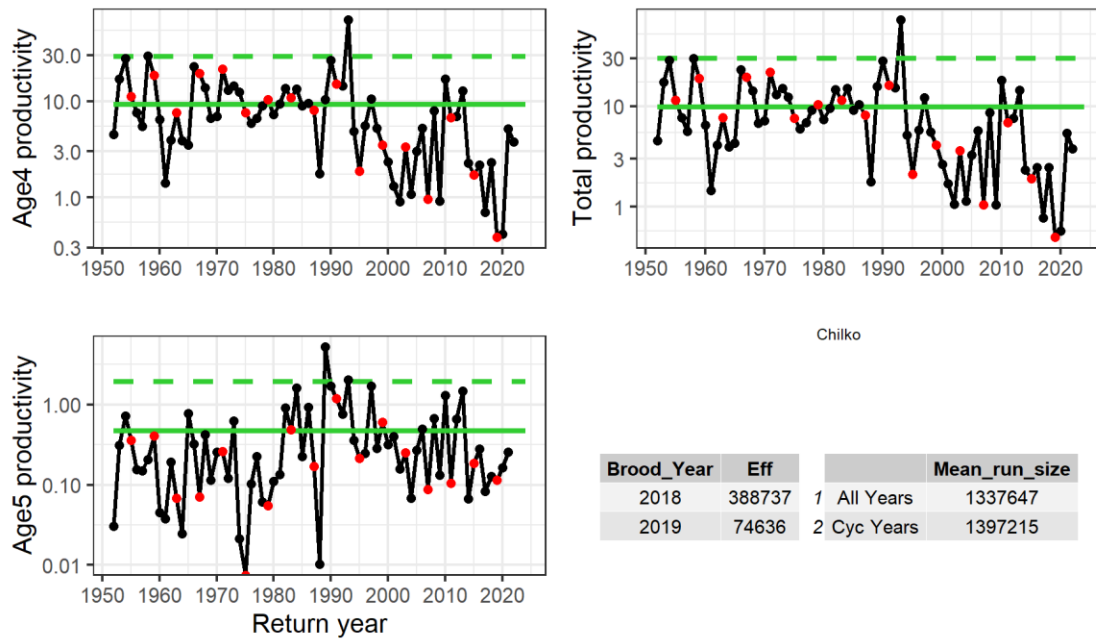 Age4 productivity
30.0
10.0
3.0
1.0
0.3
1950 1960 1970 1980 1990 2000 2010 2020
Total productivity
30
10
3
1
1950 1960 1970 1980 1990 2000 2010 2020
Age5 productivity
1.00
0.10
0.01
1950 1960 1970 1980 1990 2000 2010 2020
Return year
Chilko
Brood_Year Eff
2018 388737
2019 74636
Mean_run_size
1 All Years 1337647
2 Cyc Years 1397215